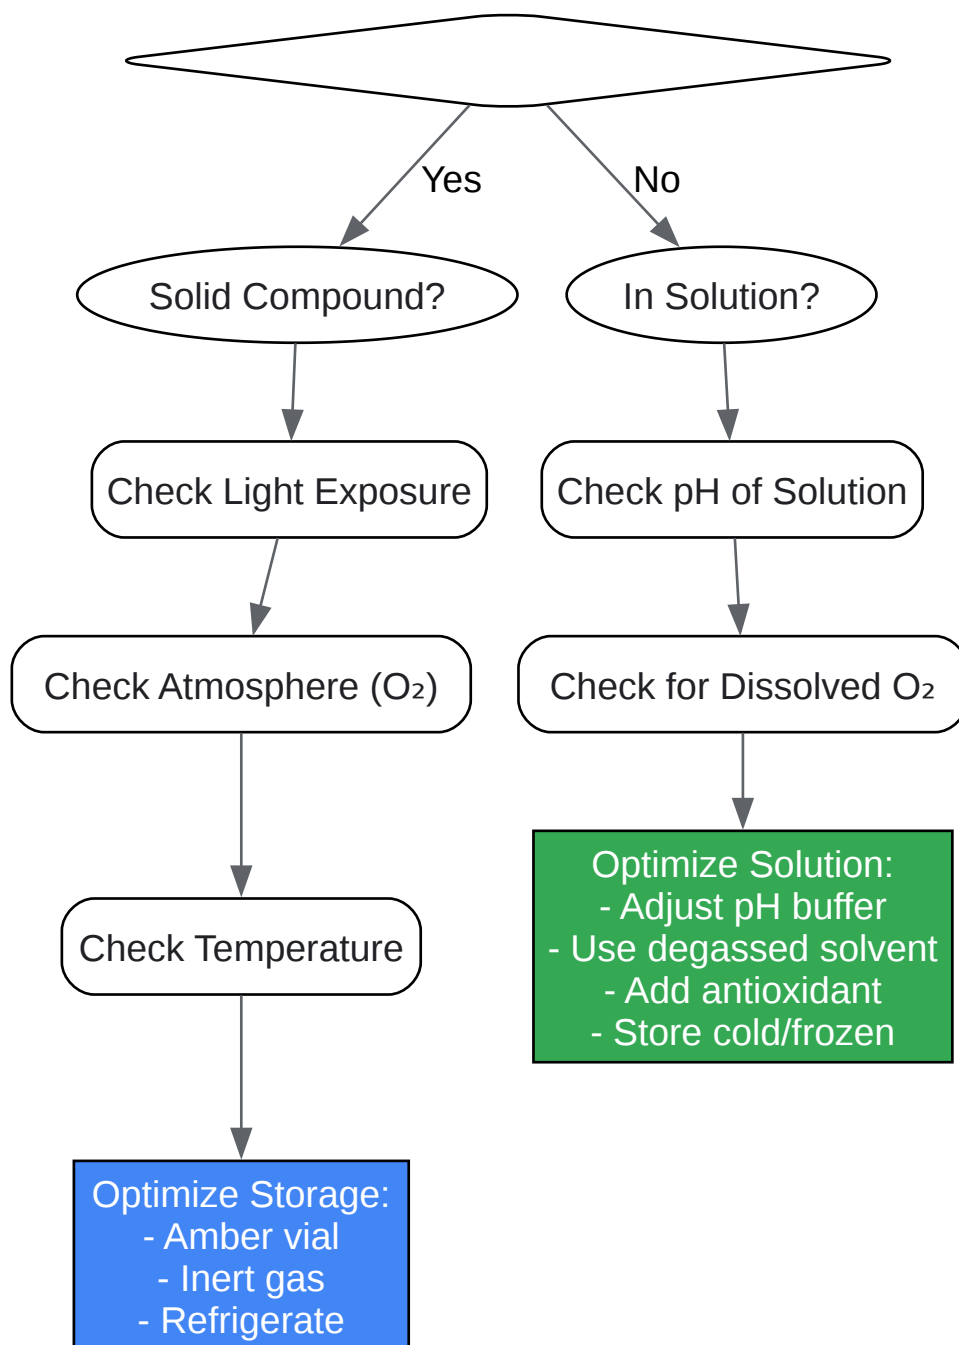 Yes
No
Solid Compound?
In Solution?
Check Light Exposure
Check pH of Solution
Check Atmosphere (O₂)
Check for Dissolved O₂
Optimize Solution:
- Adjust pH buffer
- Use degassed solvent
- Add antioxidant
- Store cold/frozen
Check Temperature
Optimize Storage:
- Amber vial
- Inert gas
- Refrigerate